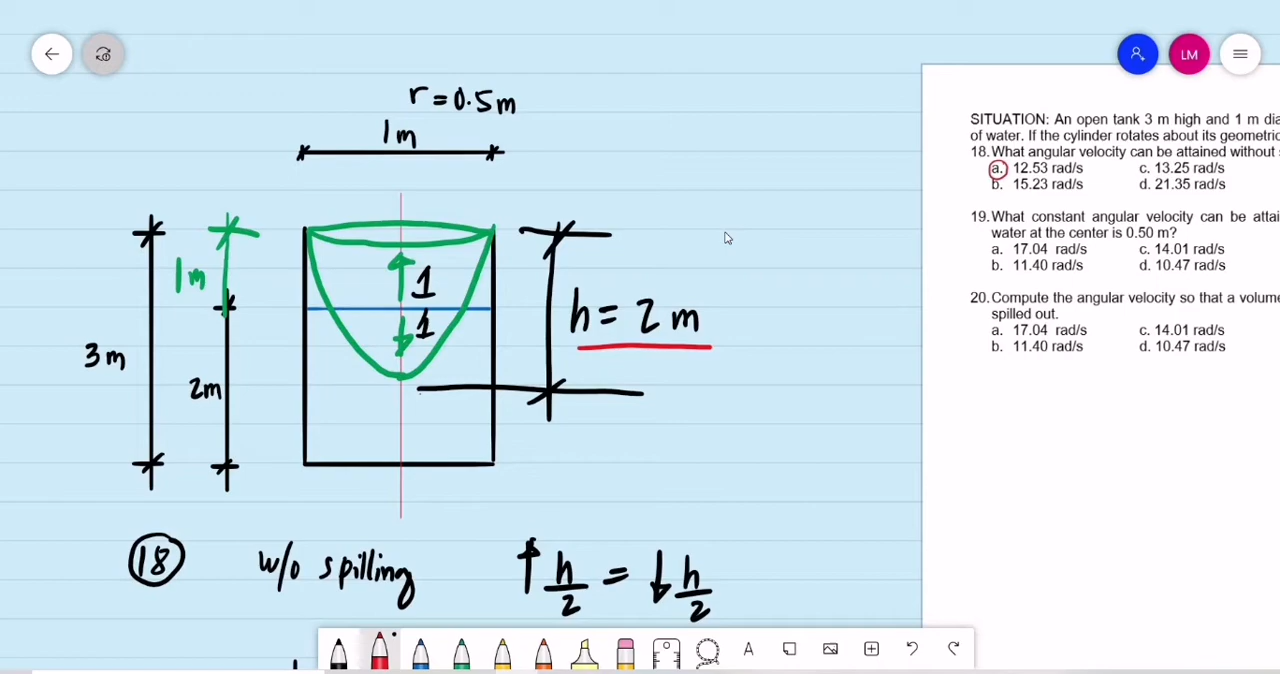 LM
r = 0.5m
1m
1m
3m
2m
1
1
h = 2m
18 w/o spilling ↑h/2 = ↓h/2
SITUATION: An open tank 3 m high and 1 m dia
of water. If the cylinder rotates about its geometric
18. What angular velocity can be attained without s
a. 12.53 rad/s c. 13.25 rad/s
b. 15.23 rad/s d. 21.35 rad/s
19. What constant angular velocity can be attai
water at the center is 0.50 m?
a. 17.04 rad/s c. 14.01 rad/s
b. 11.40 rad/s d. 10.47 rad/s
20. Compute the angular velocity so that a volume
spilled out.
a. 17.04 rad/s c. 14.01 rad/s
b. 11.40 rad/s d. 10.47 rad/s
A